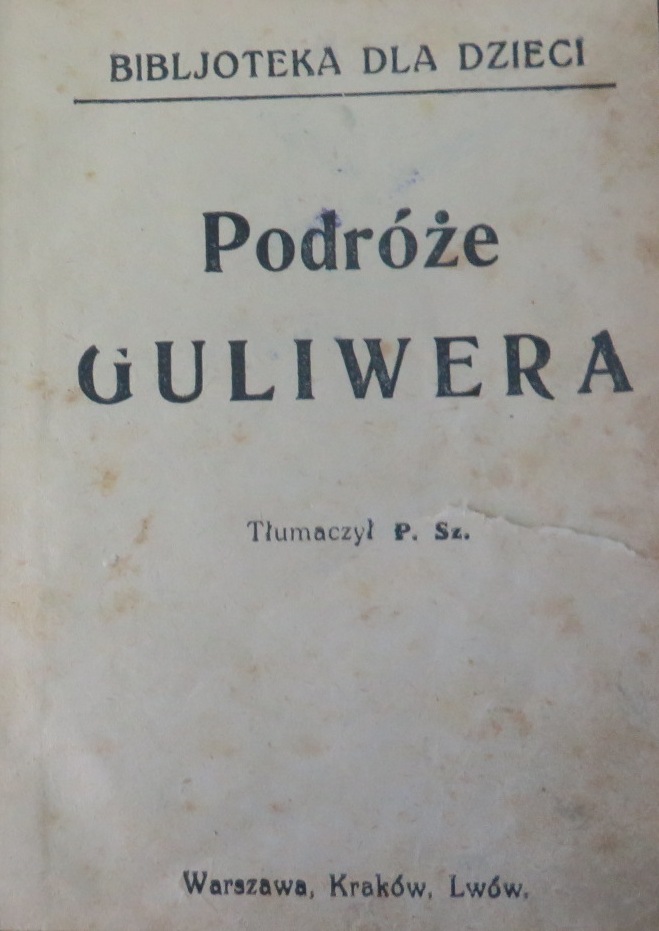 BIBLJOTEKA DLA DZIECI
Podróże
GULIWERA
Tłumaczył P. Sz.
Warszawa, Kraków, Lwów.